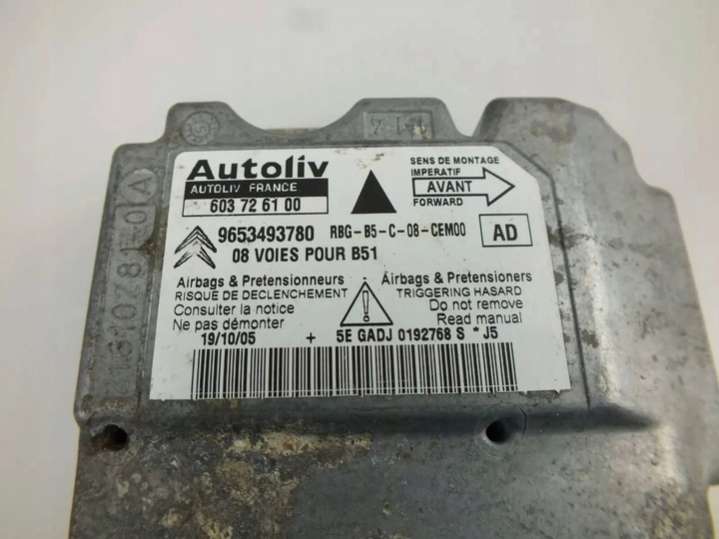 Autoliv
AUTOLIV FRANCE
603 72 61 00
SENS DE MONTAGE
IMPERATIF
AVANT
FORWARD
9653493780 RBG-B5-C-08-CEM00 AD
08 VOIES POUR B51
Airbags & Pretensionneurs
RISQUE DE DECLENCHEMENT
Consulter la notice
Ne pas démonter
Airbags & Pretensioners
TRIGGERING HASARD
Do not remove
Read manual
19/10/05 + 5E GADJ 0192768 S * J5